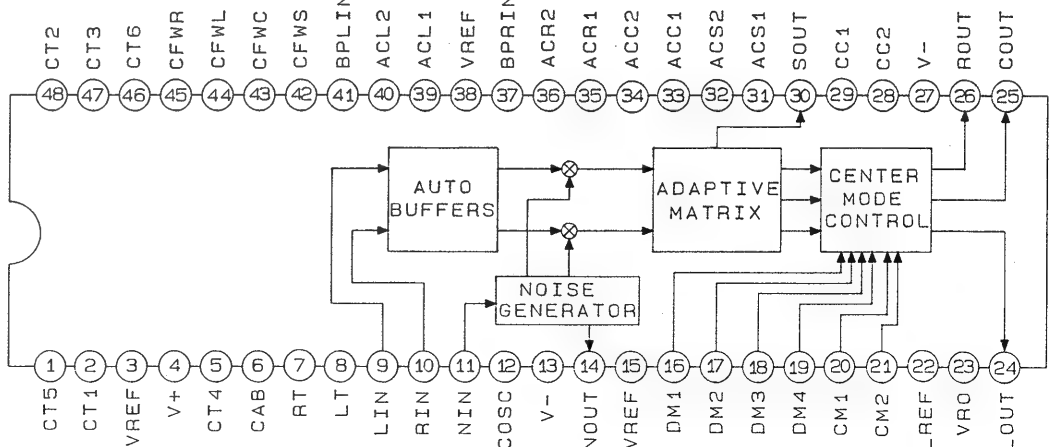 CT2 CT3 CT6 CFWR CFWL CFWC CFWS BPLIN ACL2 ACL1 VREF BPRIN ACR2 ACR1 ACC2 ACC1 ACS2 ACS1 SOUT CC1 CC2 V- ROUT COUT
48 47 46 45 44 43 42 41 40 39 38 37 36 35 34 33 32 31 30 29 28 27 26 25
AUTO
BUFFERS
ADAPTIVE
MATRIX
CENTER
MODE
CONTROL
NOISE
GENERATOR
1 2 3 4 5 6 7 8 9 10 11 12 13 14 15 16 17 18 19 20 21 22 23 24
CT5 CT1 VREF V+ CT4 CAB RT LT LIN RIN NIN COSC V- NOUT VREF DM1 DM2 DM3 DM4 CM1 CM2 REF VRO OUT